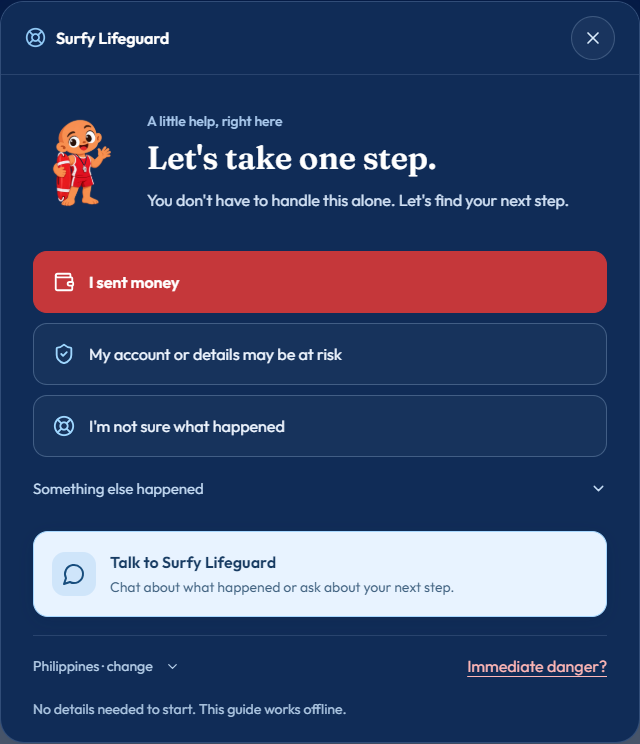 Surfy Lifeguard
A little help, right here
Let's take one step.
You don't have to handle this alone. Let's find your next step.
I sent money
My account or details may be at risk
I'm not sure what happened
Something else happened
Talk to Surfy Lifeguard
Chat about what happened or ask about your next step.
Philippines · change
Immediate danger?
No details needed to start. This guide works offline.